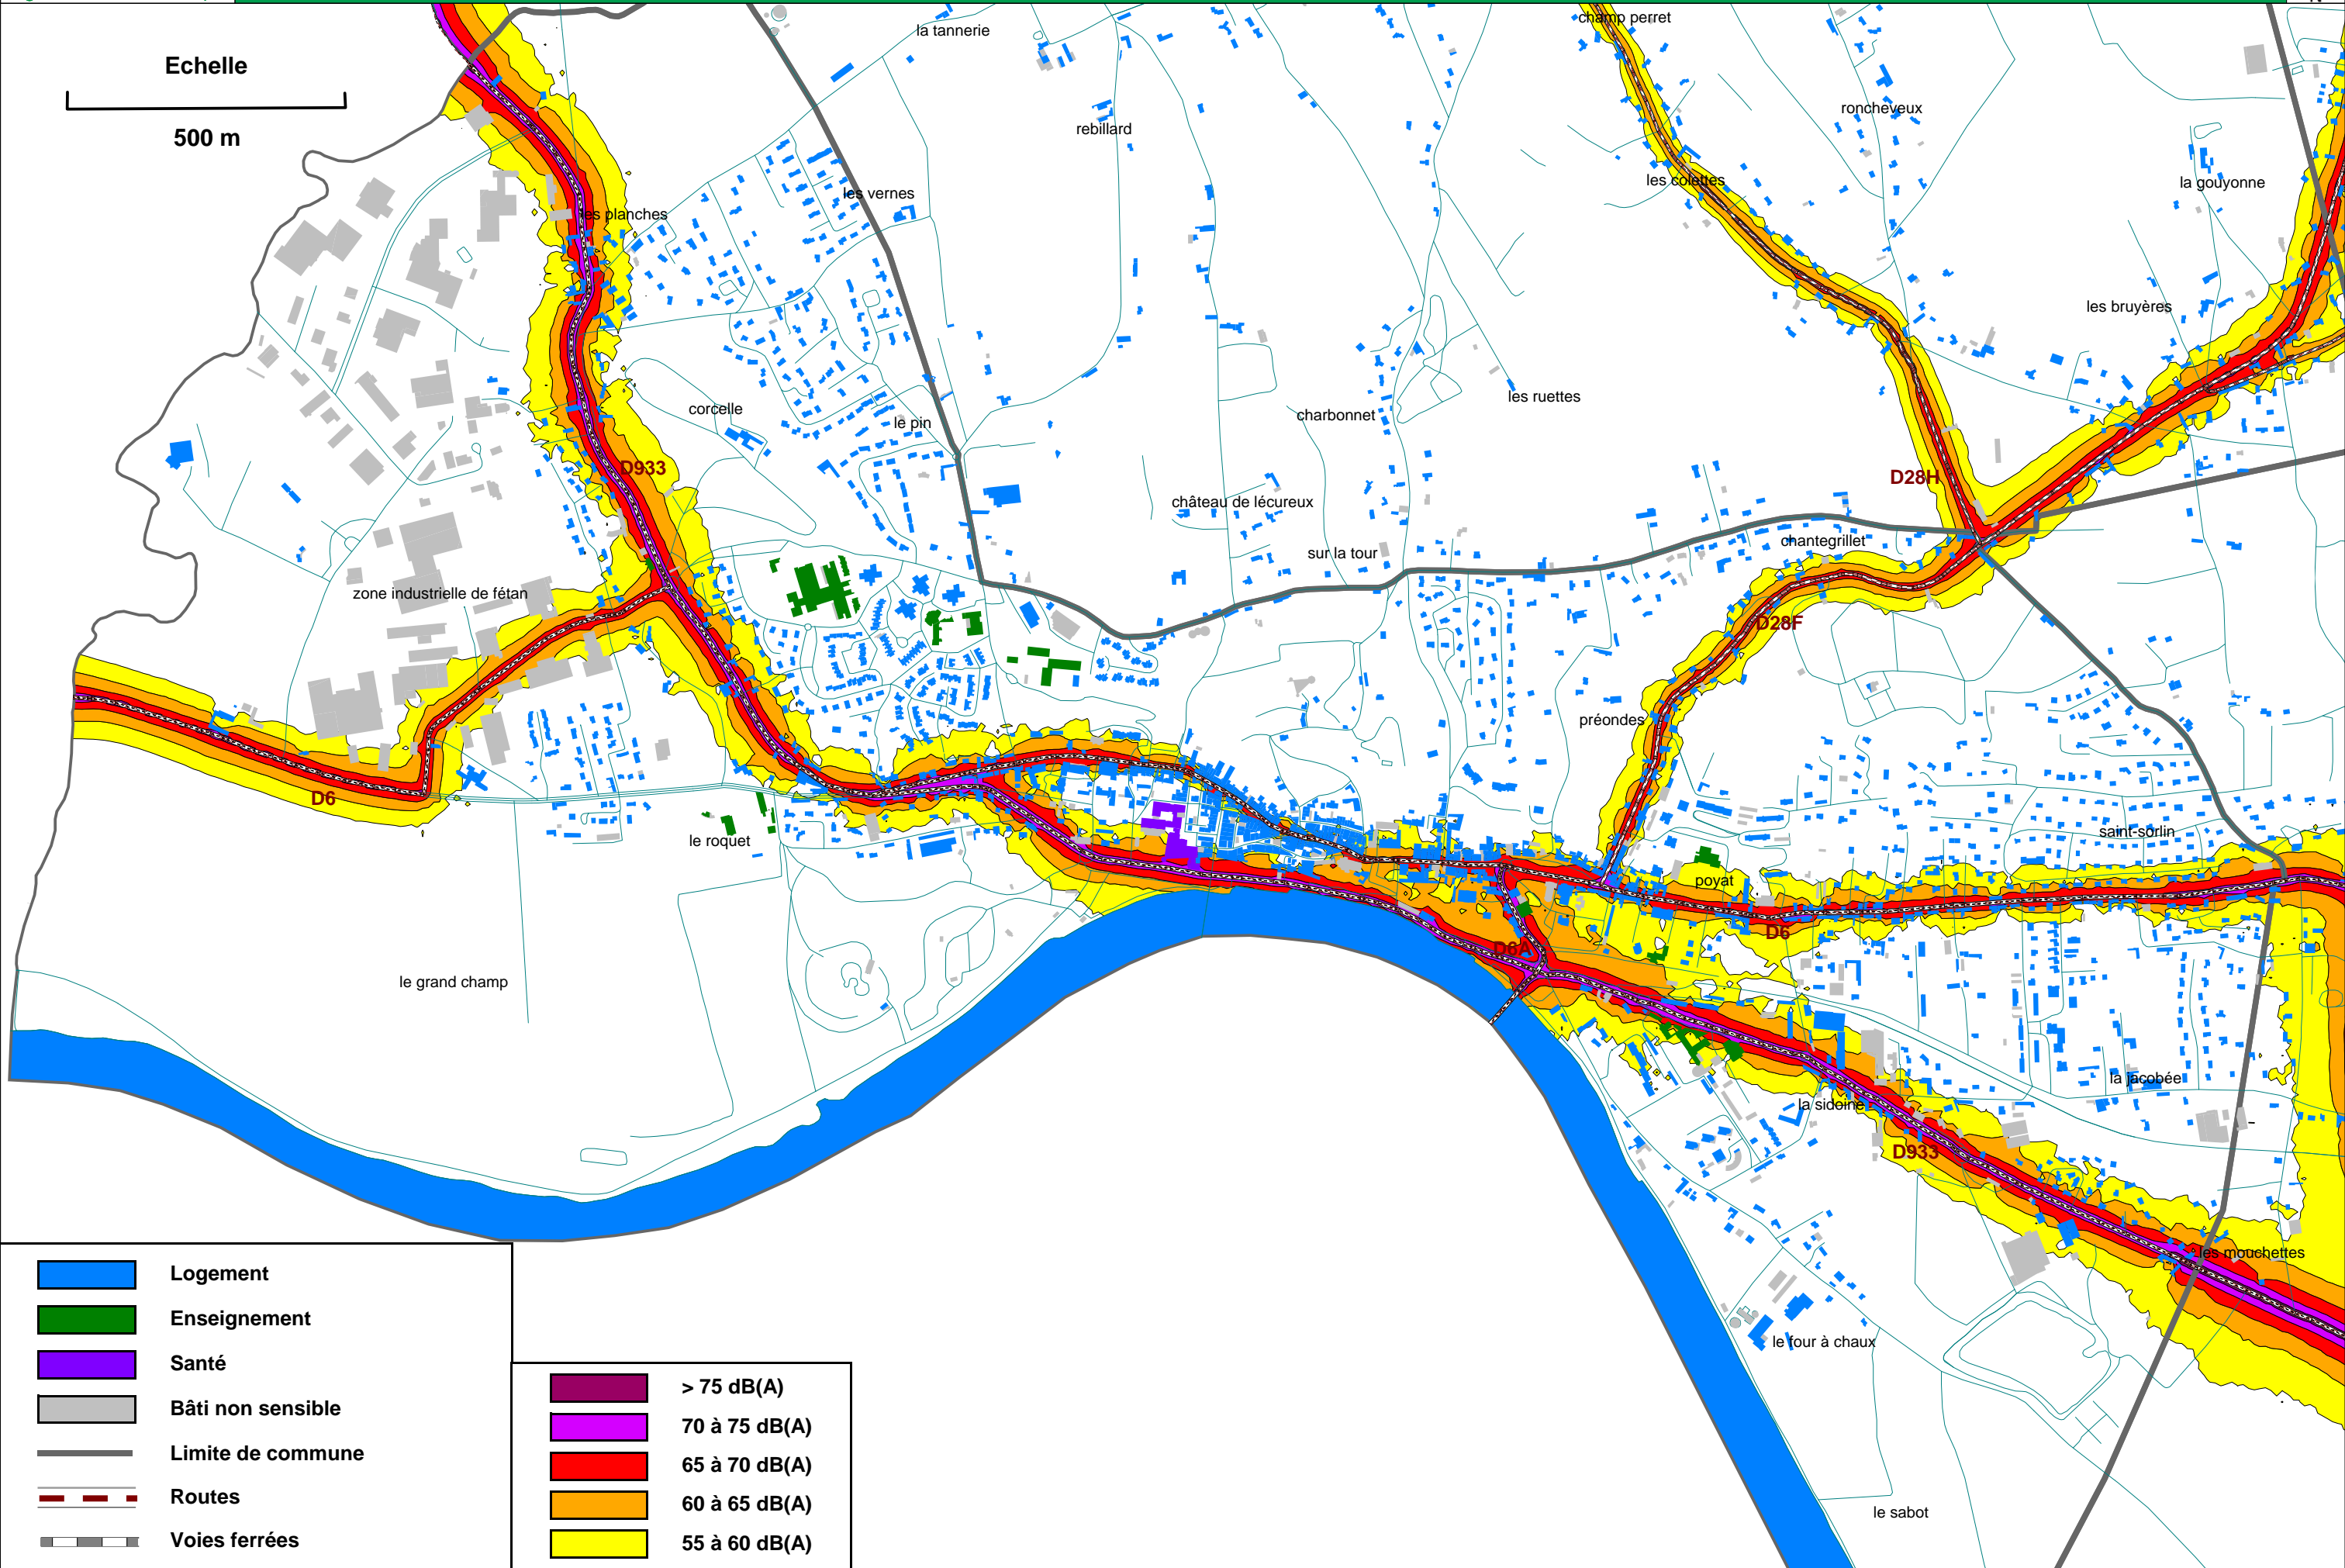 Echelle
500 m
la tannerie
champ perret
rebillard
roncheveux
les vernes
les colettes
la gouyonne
les planches
les bruyères
corcelle
le pin
charbonnet
les ruettes
D933
D28H
château de lécureux
sur la tour
chantegrillet
zone industrielle de fétan
D28F
préondes
D6
le roquet
saint-sorlin
poyat
D6
D6A
le grand champ
la jacobée
la sidoine
D933
les mouchettes
le four à chaux
le sabot
Logement
Enseignement
Santé
Bâti non sensible
Limite de commune
Routes
Voies ferrées
> 75 dB(A)
70 à 75 dB(A)
65 à 70 dB(A)
60 à 65 dB(A)
55 à 60 dB(A)